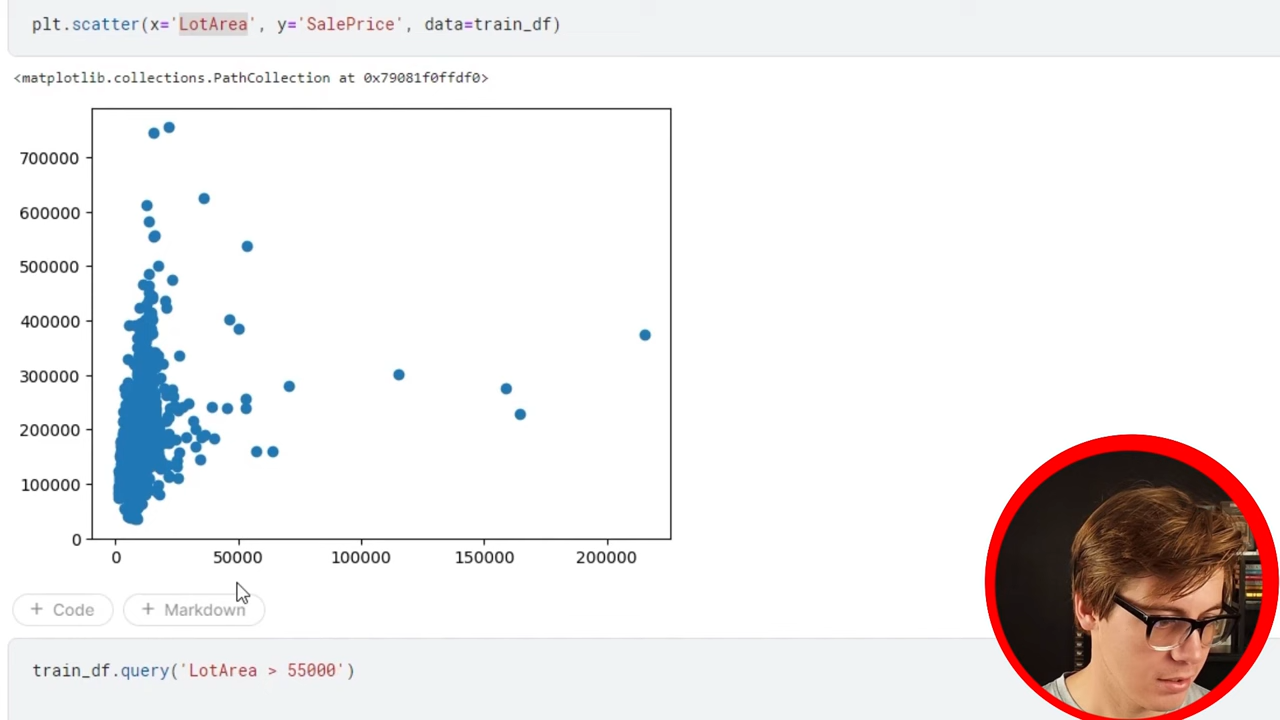 plt.scatter(x='LotArea', y='SalePrice', data=train_df)
<matplotlib.collections.PathCollection at 0x79081f0ffdf0>
700000
600000
500000
400000
300000
200000
100000
0
0 50000 100000 150000 200000
+ Code + Markdown
train_df.query('LotArea > 55000')